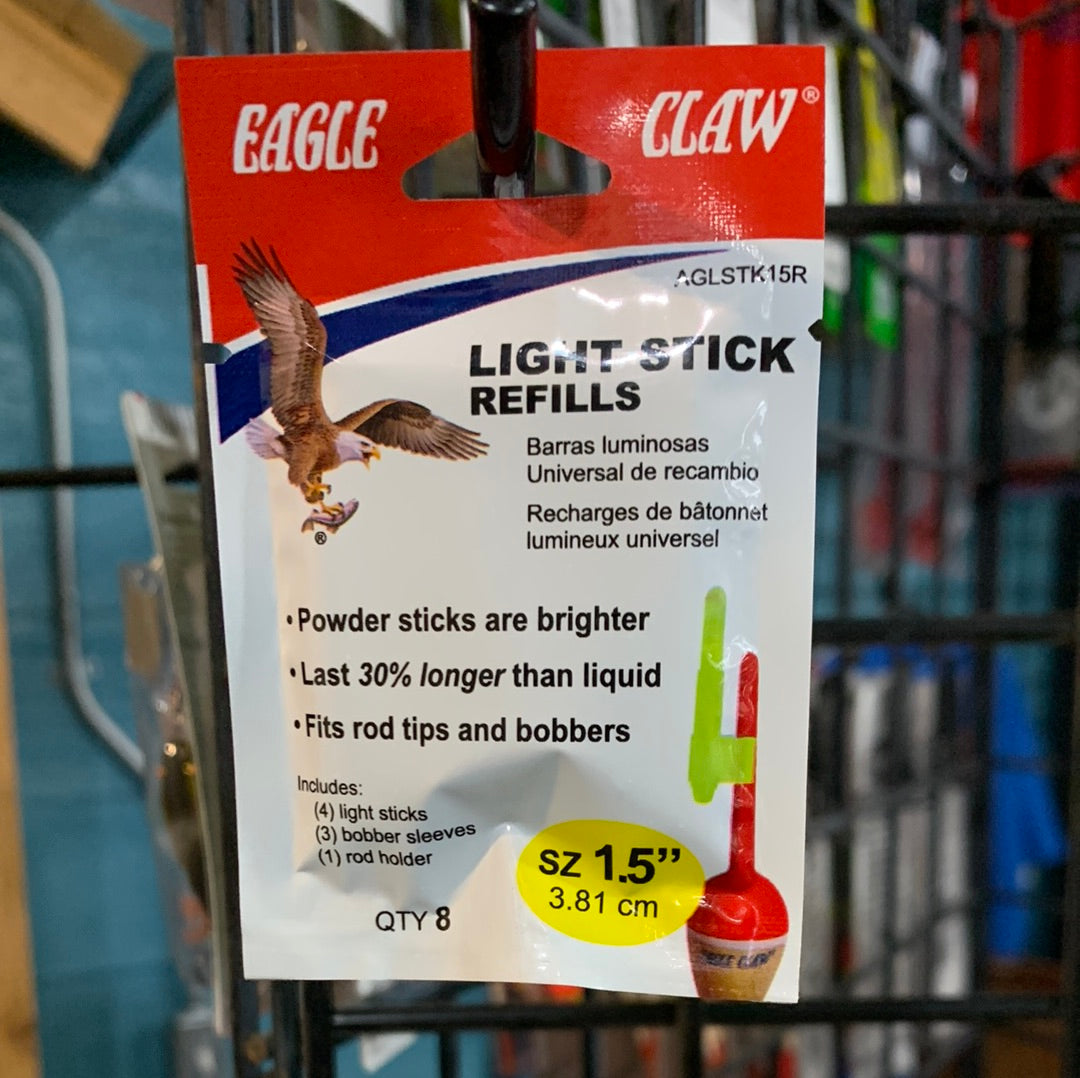 EAGLE CLAW®
AGLSTK15R
LIGHT STICK
REFILLS
Barras luminosas
Universal de recambio
Recharges de bâtonnet
lumineux universel
®
•Powder sticks are brighter
•Last 30% longer than liquid
•Fits rod tips and bobbers
Includes:
(4) light sticks
(3) bobber sleeves
(1) rod holder
SZ 1.5”
3.81 cm
QTY 8
EAGLE CLAW